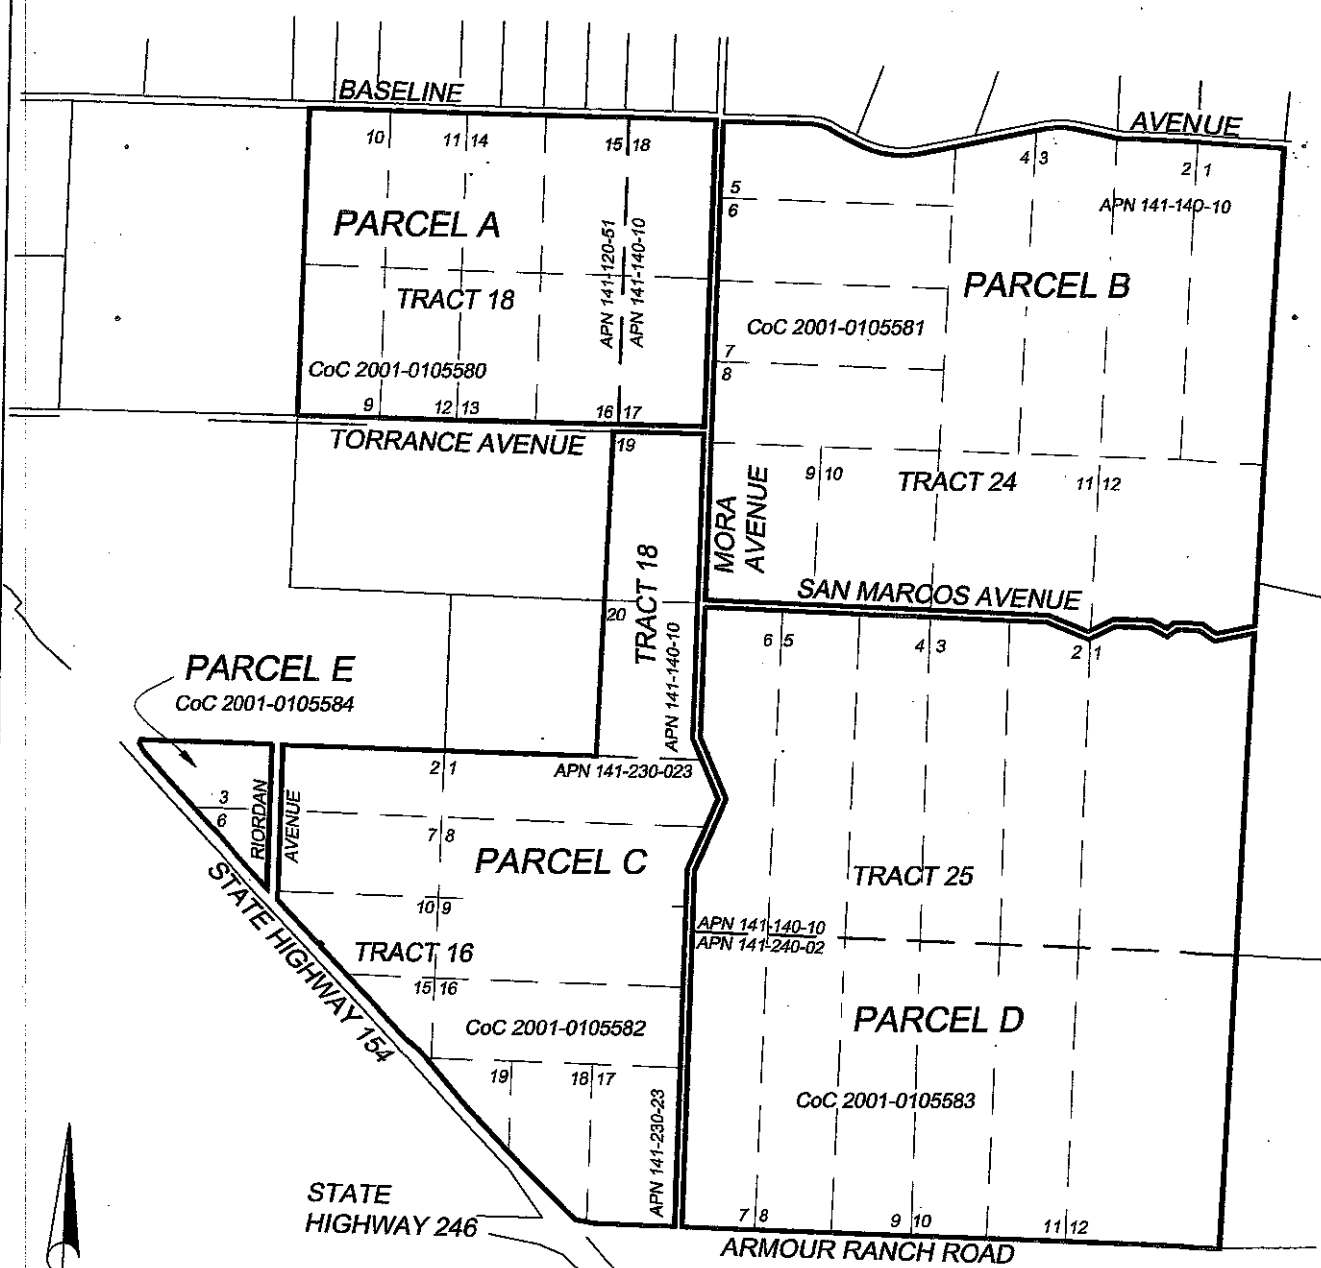 BASELINE
AVENUE
10
11 14
15 18
4 3
2 1
5
6
APN 141-140-10
PARCEL A
APN 141-120-51
APN 141-140-10
PARCEL B
TRACT 18
CoC 2001-0105581
CoC 2001-0105580
7
8
9
12 13
16 17
TORRANCE AVENUE
19
MORA
AVENUE
9 10
TRACT 24
11 12
TRACT 18
SAN MARCOS AVENUE
20
APN 141-140-10
6 5
4 3
2 1
PARCEL E
CoC 2001-0105584
2 1
APN 141-230-023
3
6
RIORDAN
AVENUE
7 8
PARCEL C
TRACT 25
STATE HIGHWAY 154
10 9
APN 141-140-10
APN 141-240-02
TRACT 16
15 16
CoC 2001-0105582
PARCEL D
19
18 17
CoC 2001-0105583
APN 141-230-23
STATE
HIGHWAY 246
7 8
9 10
11 12
ARMOUR RANCH ROAD